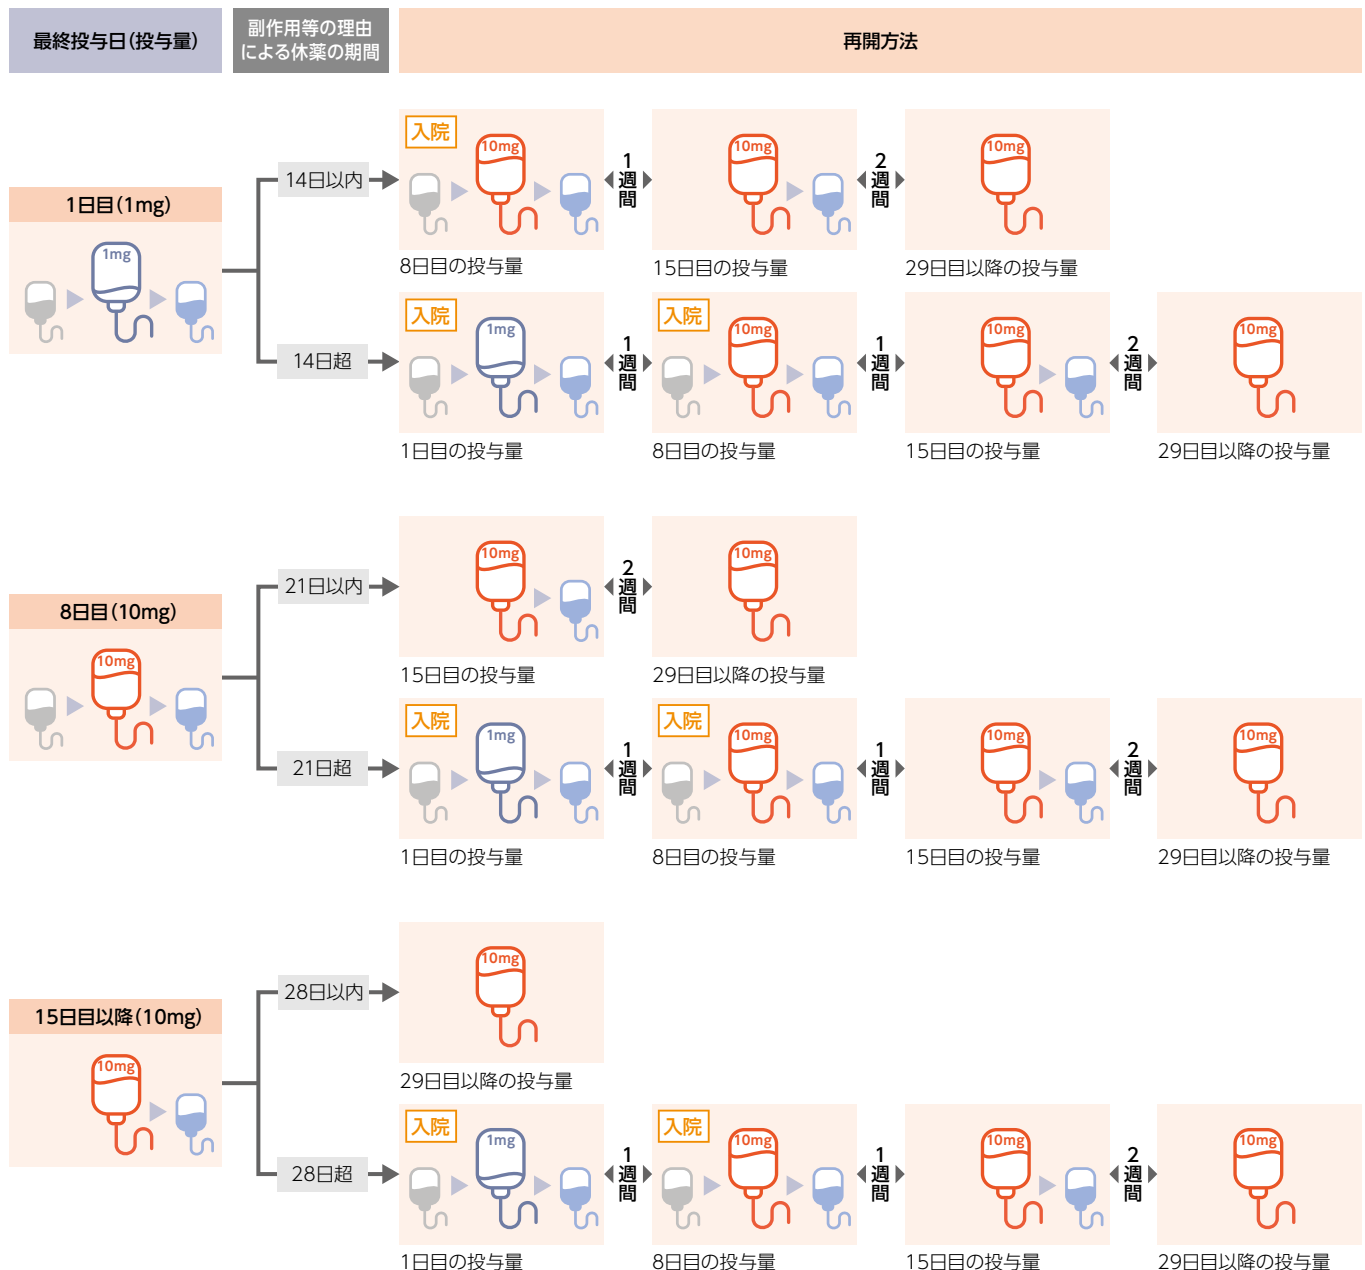 最終投与日(投与量)
副作用等の理由
による休薬の期間
再開方法
1日目(1mg)
1mg
14日以内
入院
10mg
8日目の投与量
1週間
10mg
15日目の投与量
2週間
10mg
29日目以降の投与量
14日超
入院
1mg
1日目の投与量
1週間
入院
10mg
8日目の投与量
1週間
10mg
15日目の投与量
2週間
10mg
29日目以降の投与量
8日目(10mg)
10mg
21日以内
10mg
15日目の投与量
2週間
10mg
29日目以降の投与量
21日超
入院
1mg
1日目の投与量
1週間
入院
10mg
8日目の投与量
1週間
10mg
15日目の投与量
2週間
10mg
29日目以降の投与量
15日目以降(10mg)
10mg
28日以内
10mg
29日目以降の投与量
28日超
入院
1mg
1日目の投与量
1週間
入院
10mg
8日目の投与量
1週間
10mg
15日目の投与量
2週間
10mg
29日目以降の投与量